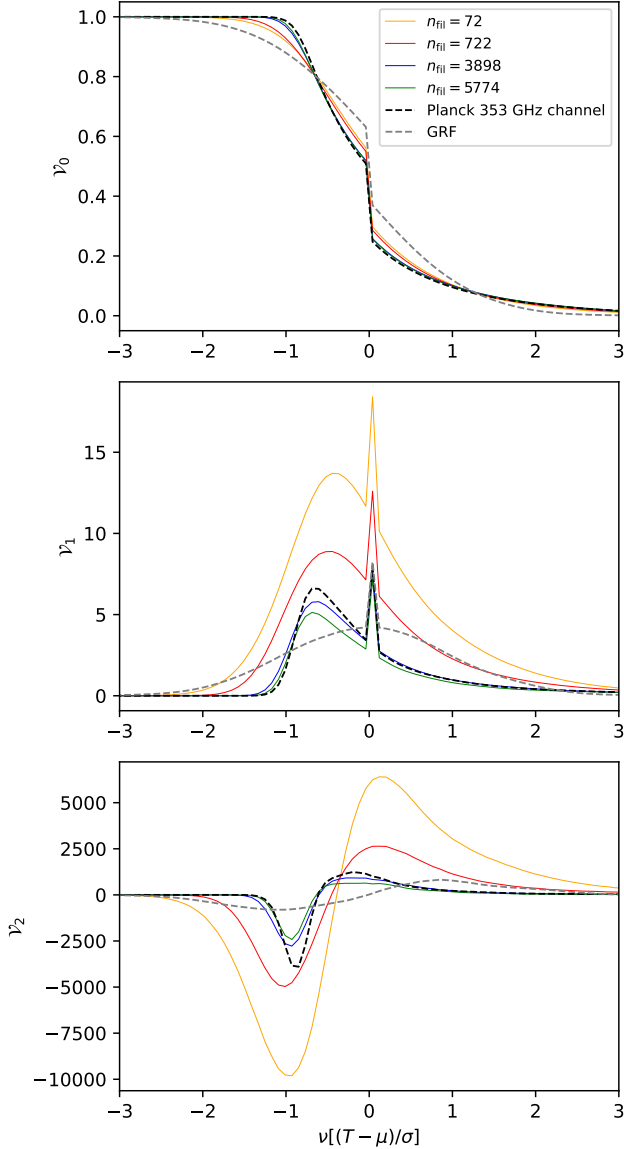 1.0
0.8
0.6
0.4
0.2
0.0
𝒱₀
n_fil = 72
n_fil = 722
n_fil = 3898
n_fil = 5774
Planck 353 GHz channel
GRF
−3 −2 −1 0 1 2 3
15
10
5
0
𝒱₁
−3 −2 −1 0 1 2 3
5000
2500
0
−2500
−5000
−7500
−10000
𝒱₂
−3 −2 −1 0 1 2 3
ν[(T − μ)/σ]